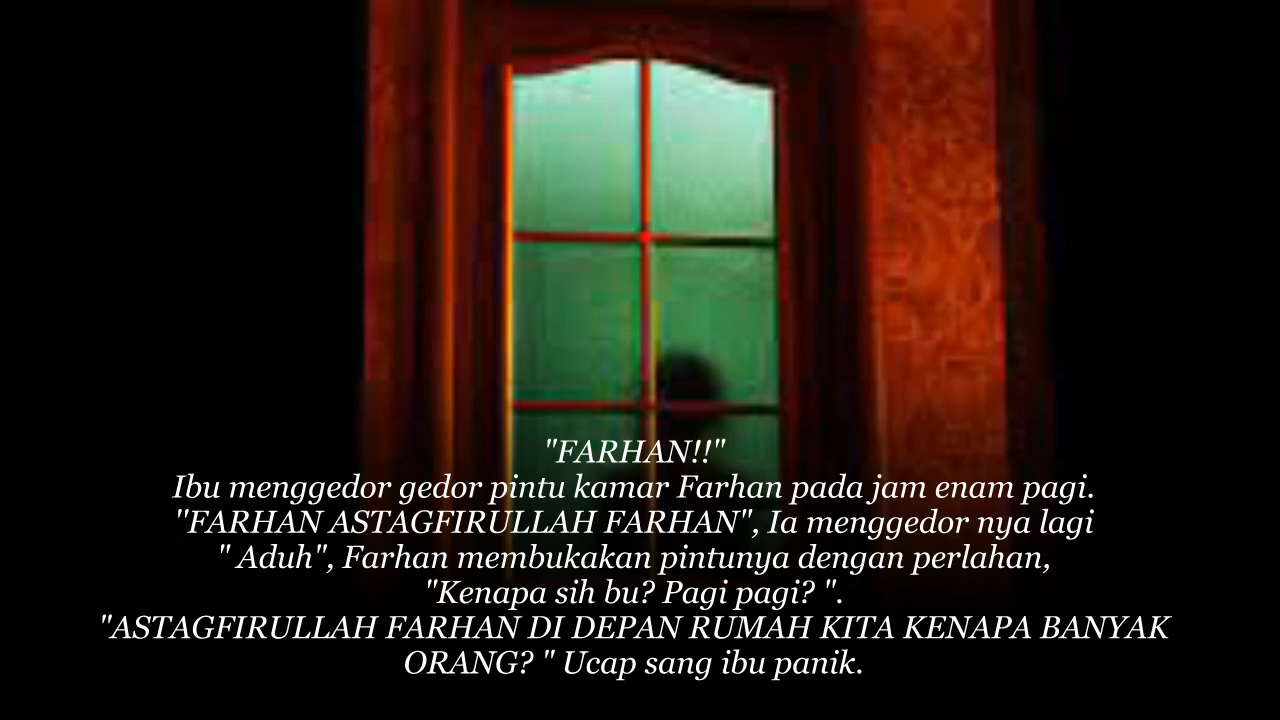 "FARHAN!!"
Ibu menggedor gedor pintu kamar Farhan pada jam enam pagi.
"FARHAN ASTAGFIRULLAH FARHAN", Ia menggedor nya lagi
" Aduh", Farhan membukakan pintunya dengan perlahan,
"Kenapa sih bu? Pagi pagi? ".
"ASTAGFIRULLAH FARHAN DI DEPAN RUMAH KITA KENAPA BANYAK
ORANG? " Ucap sang ibu panik.